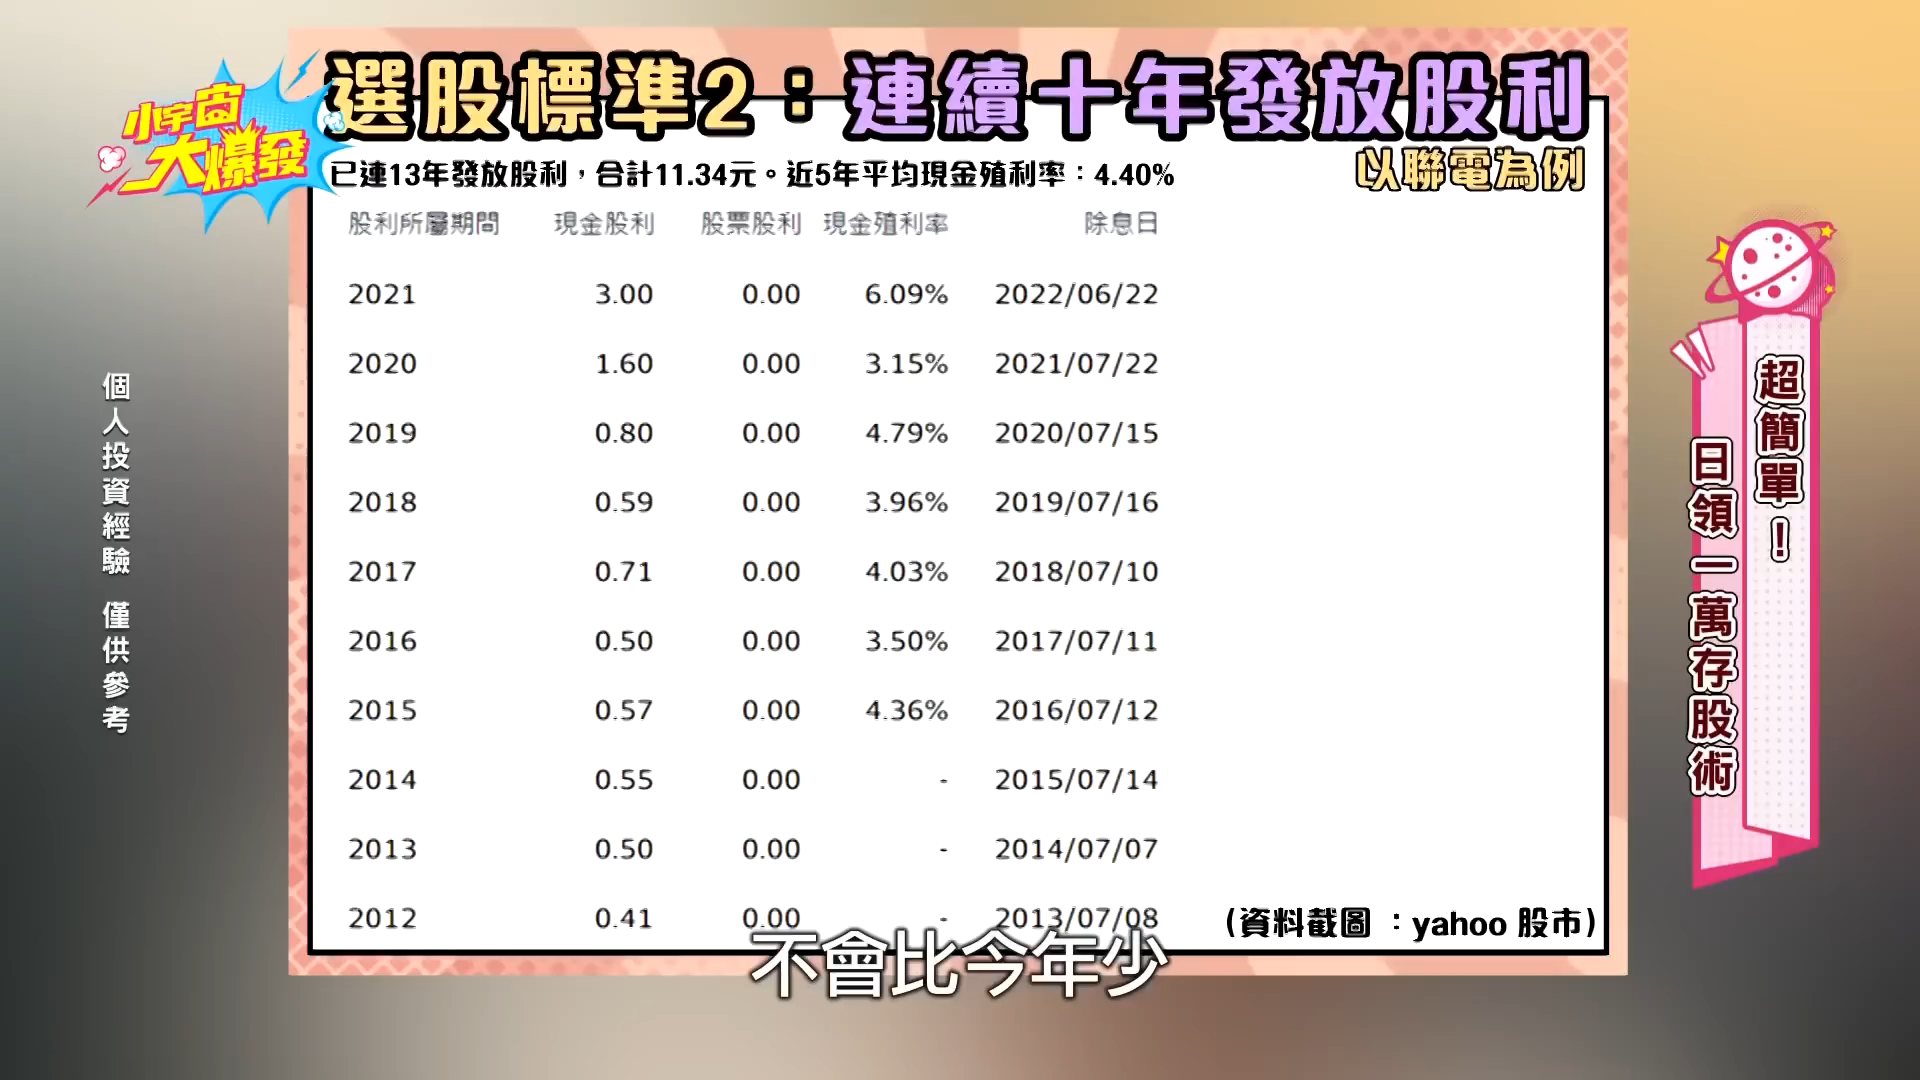 小宇宙
大爆發
選股標準2：連續十年發放股利
以聯電為例
已連13年發放股利，合計11.34元。近5年平均現金殖利率：4.40%
股利所屬期間 現金股利 股票股利 現金殖利率 除息日
2021 3.00 0.00 6.09% 2022/06/22
2020 1.60 0.00 3.15% 2021/07/22
2019 0.80 0.00 4.79% 2020/07/15
2018 0.59 0.00 3.96% 2019/07/16
2017 0.71 0.00 4.03% 2018/07/10
2016 0.50 0.00 3.50% 2017/07/11
2015 0.57 0.00 4.36% 2016/07/12
2014 0.55 0.00 - 2015/07/14
2013 0.50 0.00 - 2014/07/07
2012 0.41 0.00 - 2013/07/08
(資料截圖：yahoo 股市)
不會比今年少
個人投資經驗 僅供參考
超簡單！
日領一萬存股術